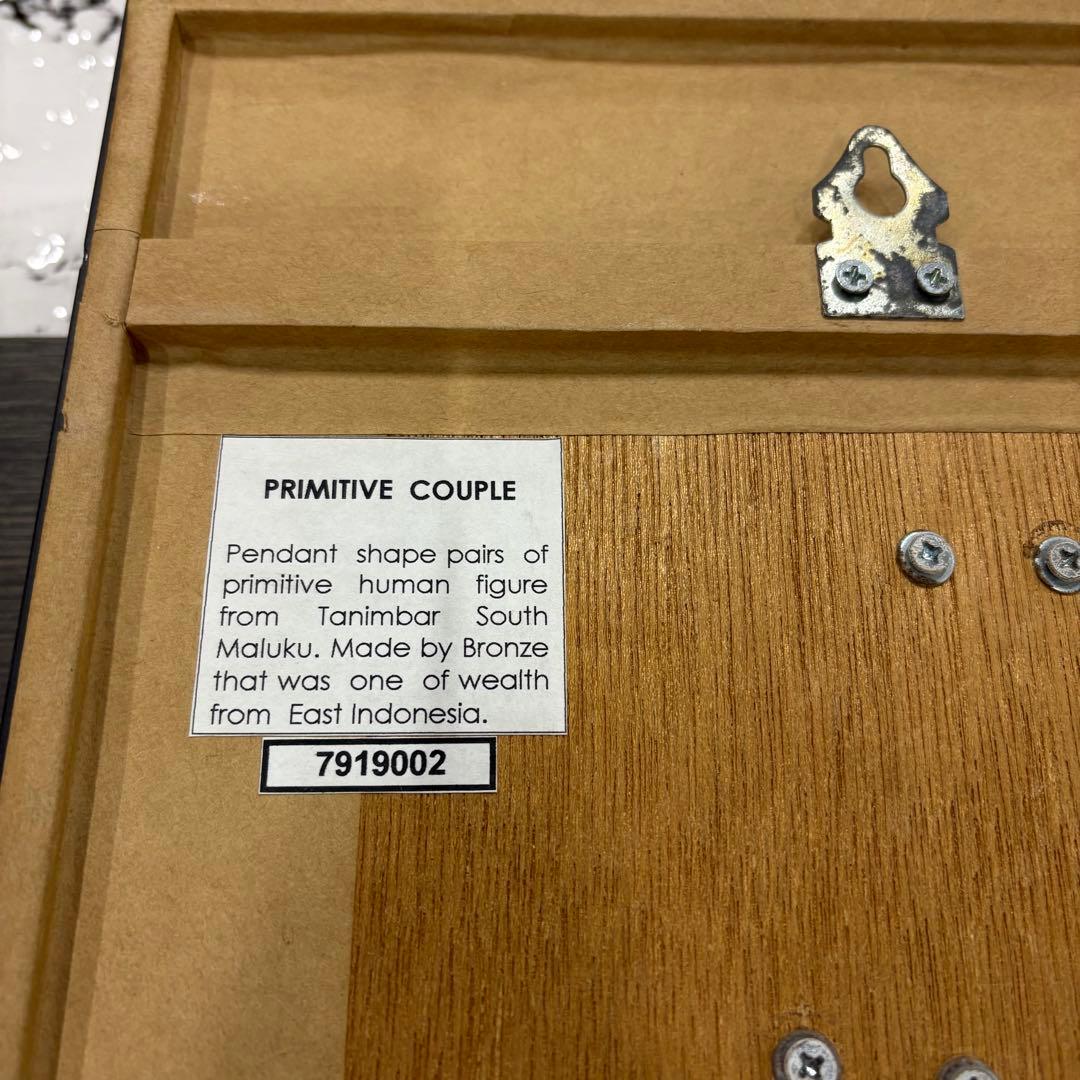 PRIMITIVE COUPLE
Pendant shape pairs of
primitive human figure
from Tanimbar South
Maluku. Made by Bronze
that was one of wealth
from East Indonesia.
7919002